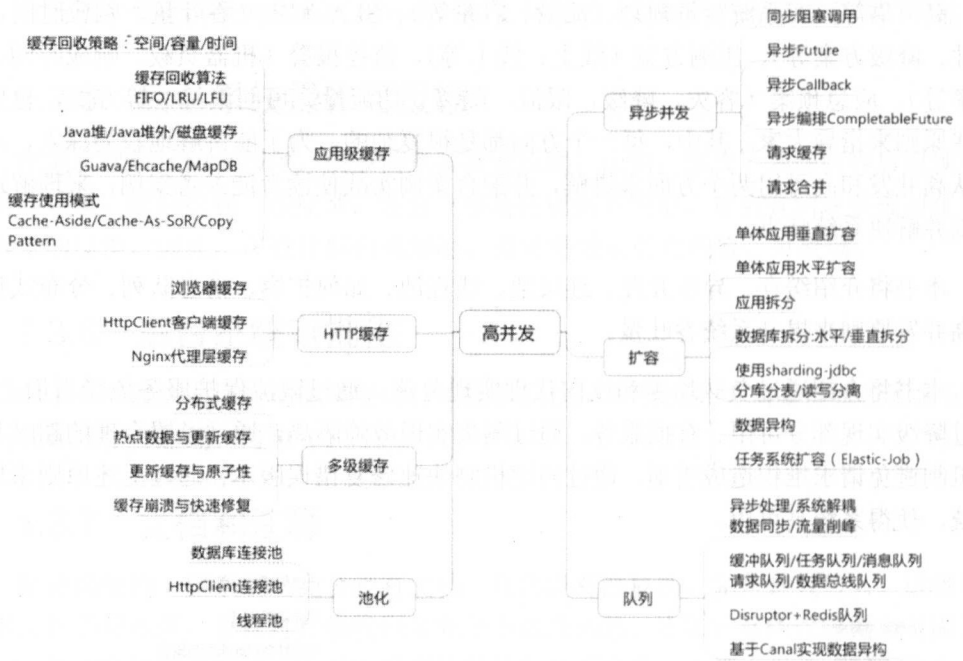 缓存回收策略：空间/容量/时间
缓存回收算法
FIFO/LRU/LFU
Java堆/Java堆外/磁盘缓存
Guava/Ehcache/MapDB
缓存使用模式
Cache-Aside/Cache-As-SoR/Copy
Pattern
应用级缓存
浏览器缓存
HttpClient客户端缓存
Nginx代理层缓存
HTTP缓存
分布式缓存
热点数据与更新缓存
更新缓存与原子性
缓存崩溃与快速修复
多级缓存
数据库连接池
HttpClient连接池
线程池
池化
高并发
异步并发
同步阻塞调用
异步Future
异步Callback
异步编排CompletableFuture
请求缓存
请求合并
扩容
单体应用垂直扩容
单体应用水平扩容
应用拆分
数据库拆分:水平/垂直拆分
使用sharding-jdbc
分库分表/读写分离
数据异构
任务系统扩容（Elastic-Job）
队列
异步处理/系统解耦
数据同步/流量削峰
缓冲队列/任务队列/消息队列
请求队列/数据总线队列
Disruptor+Redis队列
基于Canal实现数据异构